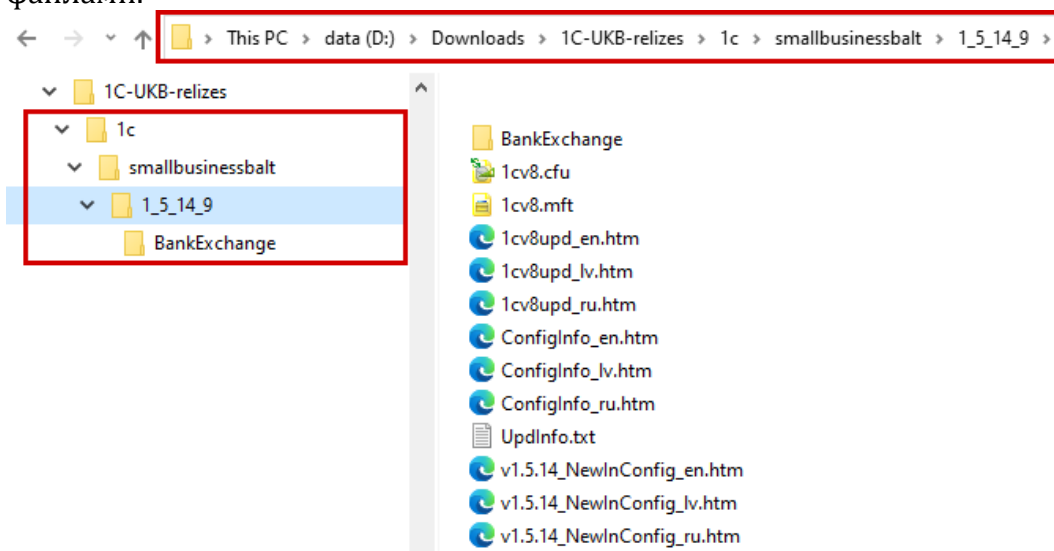 файлами:
This PC > data (D:) > Downloads > 1C-UKB-relizes > 1c > smallbusinessbalt > 1_5_14_9 >
1C-UKB-relizes
1c
smallbusinessbalt
1_5_14_9
BankExchange
BankExchange
1cv8.cfu
1cv8.mft
1cv8upd_en.htm
1cv8upd_lv.htm
1cv8upd_ru.htm
ConfigInfo_en.htm
ConfigInfo_lv.htm
ConfigInfo_ru.htm
UpdInfo.txt
v1.5.14_NewInConfig_en.htm
v1.5.14_NewInConfig_lv.htm
v1.5.14_NewInConfig_ru.htm